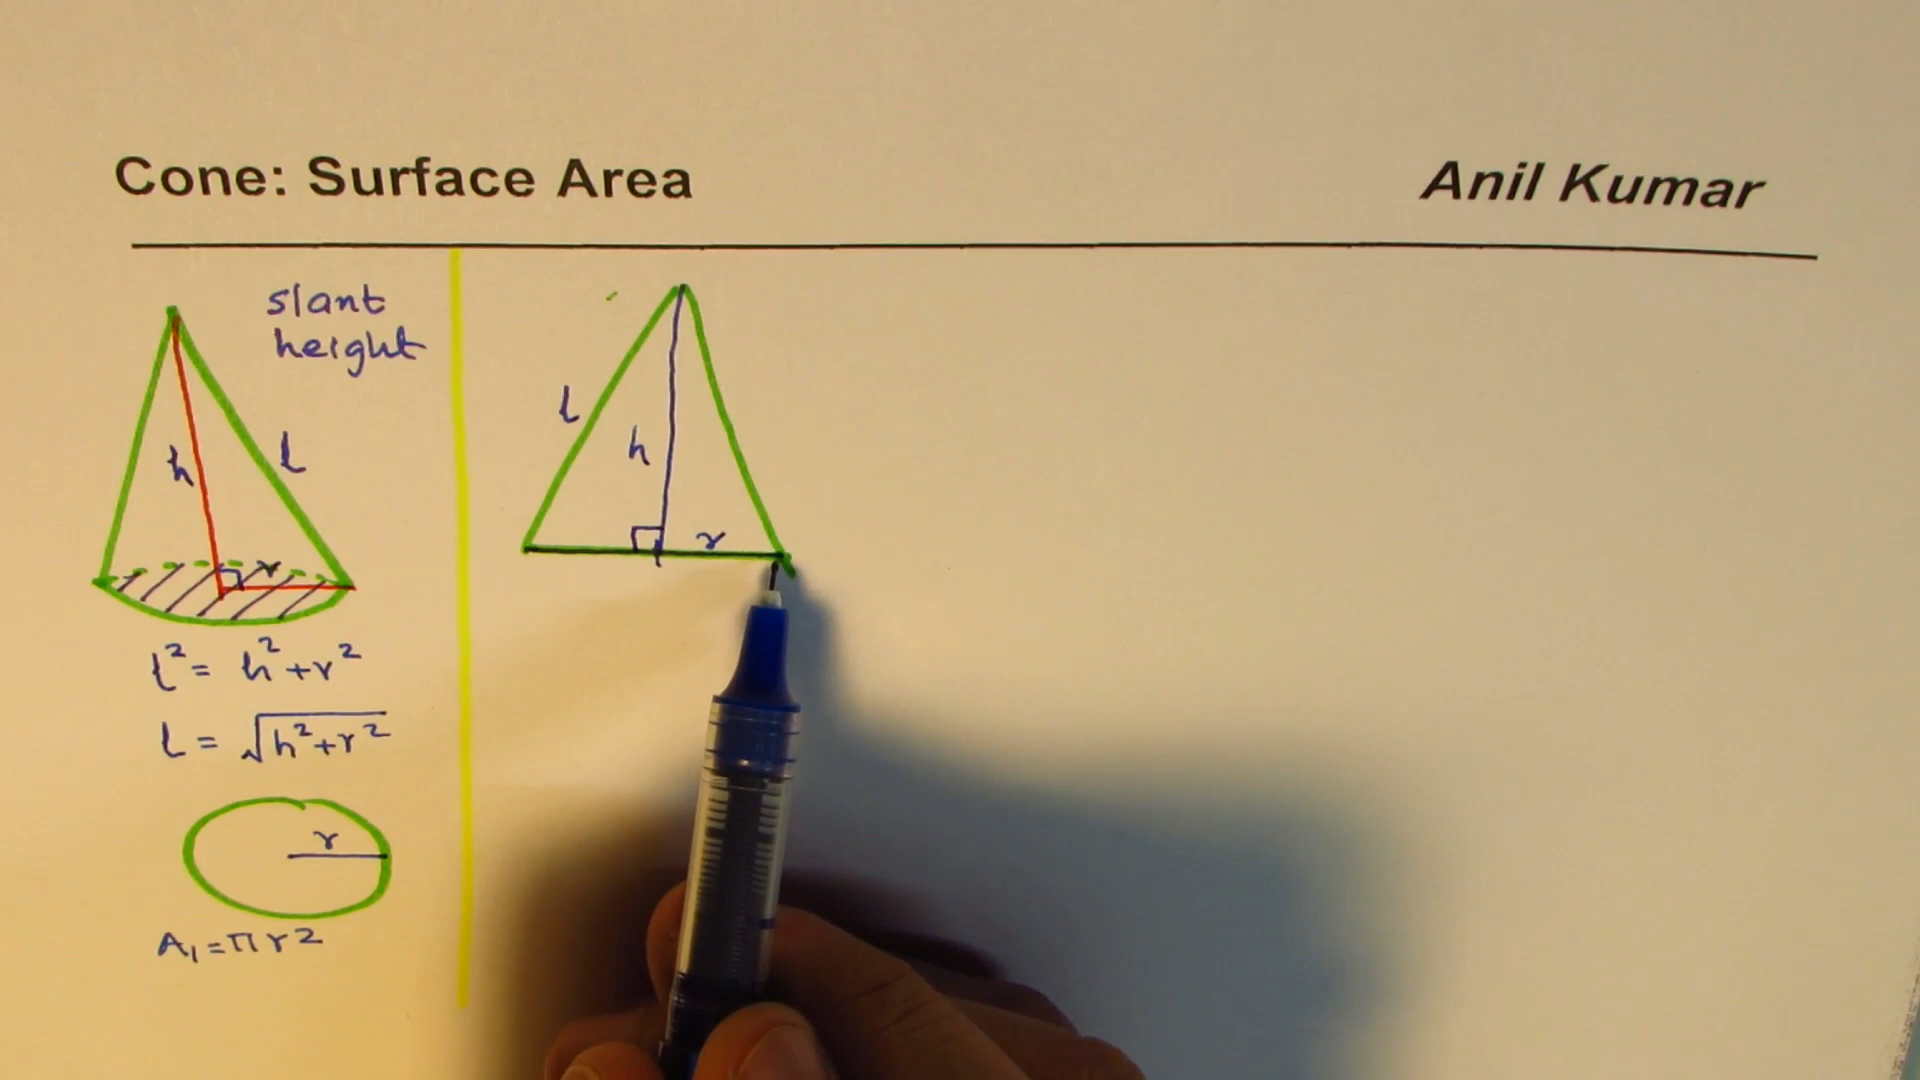 Cone: Surface Area
Anil Kumar
slant
height
h
l
r
l² = h² + r²
l = √h²+r²
r
A₁ = πr²
l
h
r